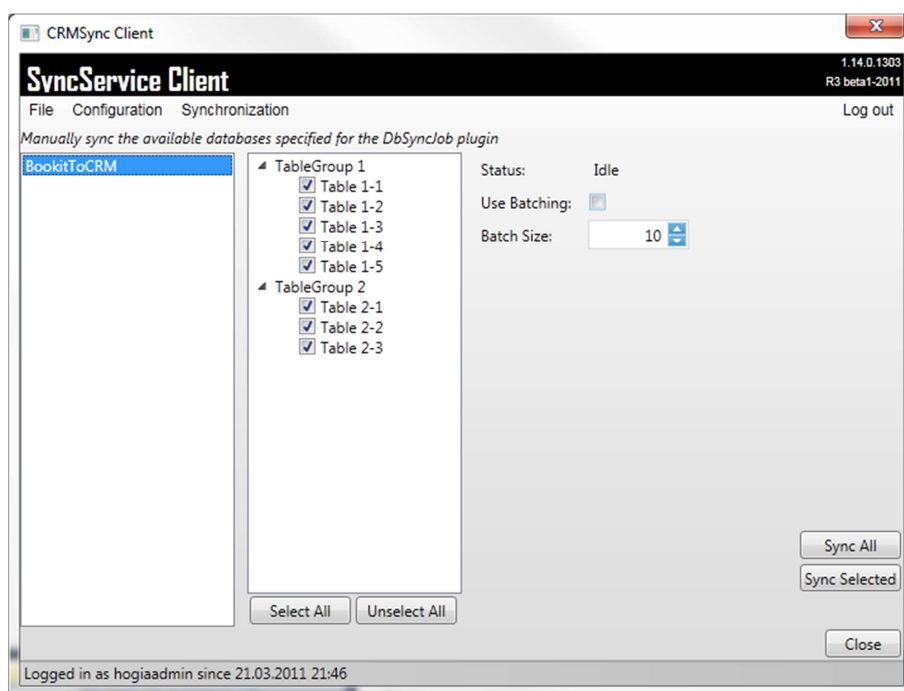 CRMSync Client
SyncService Client
1.14.0.1303
R3 beta1-2011
File Configuration Synchronization Log out
Manually sync the available databases specified for the DbSyncJob plugin
BookitToCRM
TableGroup 1
Table 1-1
Table 1-2
Table 1-3
Table 1-4
Table 1-5
TableGroup 2
Table 2-1
Table 2-2
Table 2-3
Status: Idle
Use Batching:
Batch Size: 10
Sync All
Sync Selected
Select All Unselect All
Close
Logged in as hogiaadmin since 21.03.2011 21:46